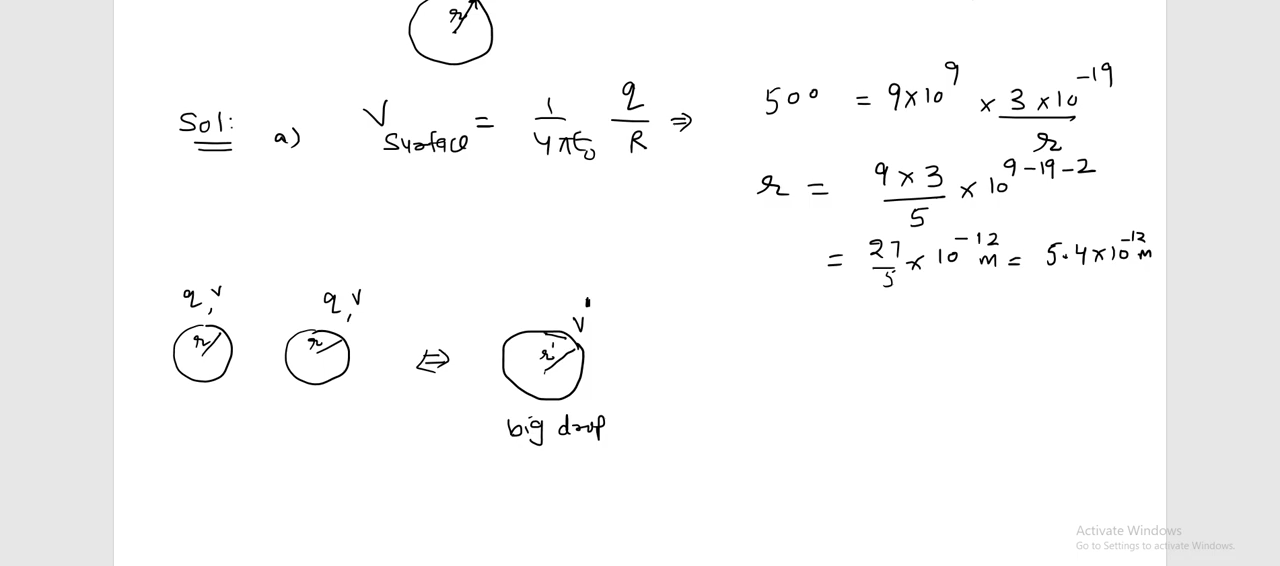 r
Sol: a) V Surface = 1/4πε₀ q/R ⇒ 500 = 9×10^9 × 3×10^-19/r
r = 9×3/5 × 10^9-19-2
= 27/5 × 10^-12 m = 5.4×10^-12 m
q, v q, v v'
r r ⇔ r'
big drop
Activate Windows
Go to Settings to activate Windows.